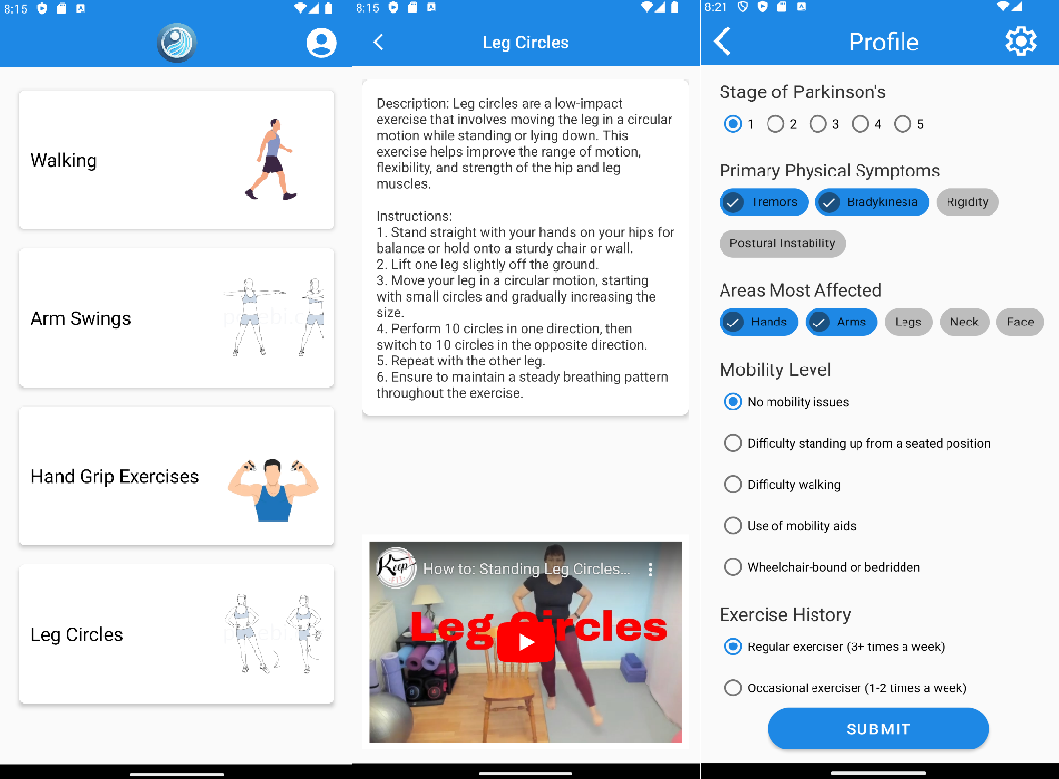 8:15
Walking
Arm Swings
Hand Grip Exercises
Leg Circles
8:15
Leg Circles
Description: Leg circles are a low-impact
exercise that involves moving the leg in a circular
motion while standing or lying down. This
exercise helps improve the range of motion,
flexibility, and strength of the hip and leg
muscles.
Instructions:
1. Stand straight with your hands on your hips for
balance or hold onto a sturdy chair or wall.
2. Lift one leg slightly off the ground.
3. Move your leg in a circular motion, starting
with small circles and gradually increasing the
size.
4. Perform 10 circles in one direction, then
switch to 10 circles in the opposite direction.
5. Repeat with the other leg.
6. Ensure to maintain a steady breathing pattern
throughout the exercise.
Keep
Fit
How to: Standing Leg Circles...
Leg Circles
8:21
Profile
Stage of Parkinson's
1 2 3 4 5
Primary Physical Symptoms
Tremors Bradykinesia Rigidity
Postural Instability
Areas Most Affected
Hands Arms Legs Neck Face
Mobility Level
No mobility issues
Difficulty standing up from a seated position
Difficulty walking
Use of mobility aids
Wheelchair-bound or bedridden
Exercise History
Regular exerciser (3+ times a week)
Occasional exerciser (1-2 times a week)
SUBMIT